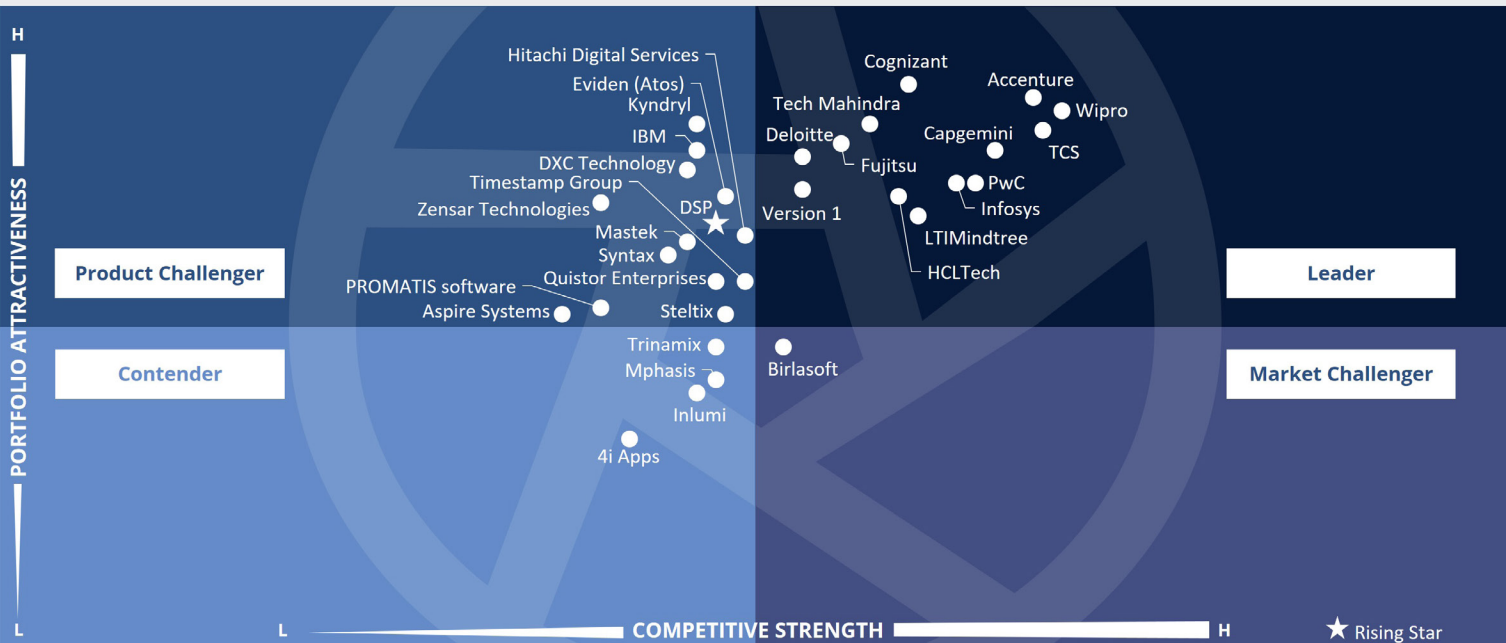 H
Hitachi Digital Services
Eviden (Atos)
Kyndryl
IBM
DXC Technology
Timestamp Group
Zensar Technologies
DSP
Mastek
Syntax
Quistor Enterprises
PROMATIS software
Aspire Systems
Steltix
Product Challenger
Cognizant
Accenture
Tech Mahindra
Wipro
Deloitte
Capgemini
TCS
Fujitsu
PwC
Version 1
Infosys
LTIMindtree
HCLTech
Leader
PORTFOLIO ATTRACTIVENESS
Contender
Trinamix
Mphasis
Inlumi
4i Apps
Birlasoft
Market Challenger
L
L
COMPETITIVE STRENGTH
H
Rising Star